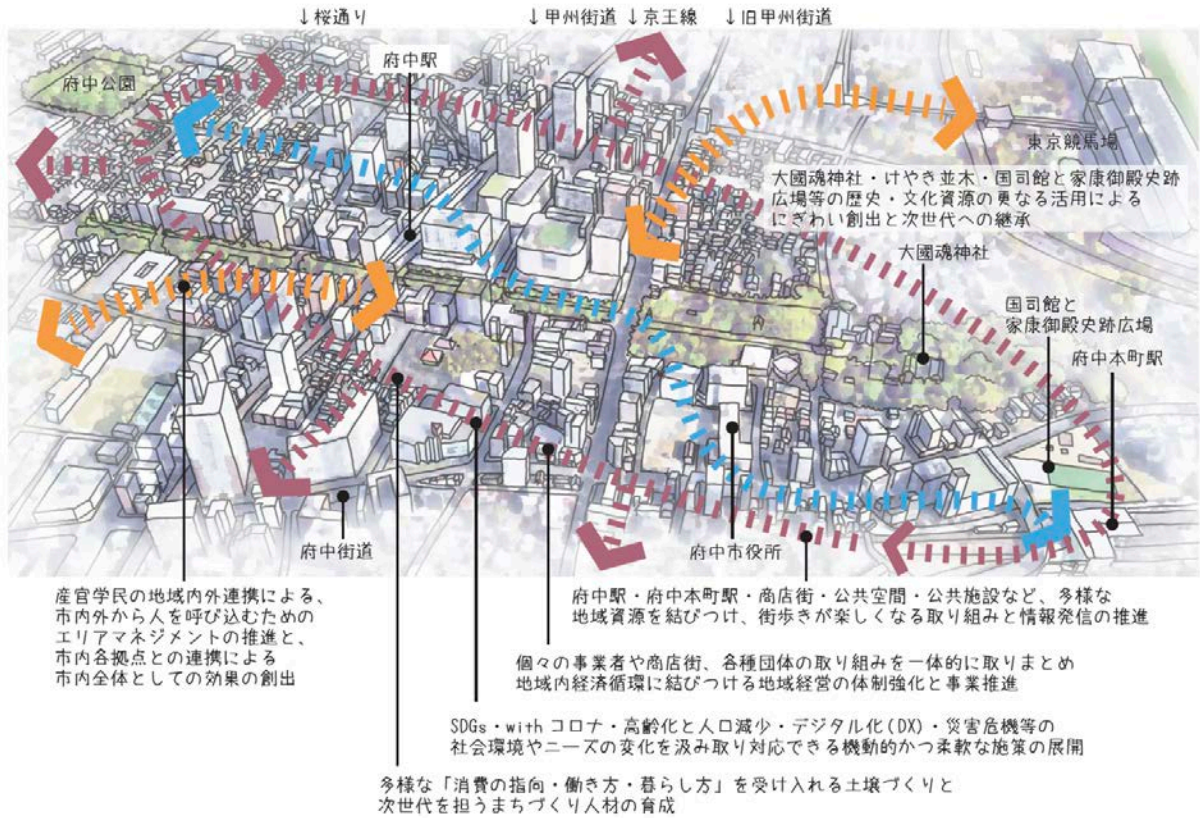 ↓桜通り
↓甲州街道
↓京王線
↓旧甲州街道
府中駅
府中公園
東京競馬場
大國魂神社・けやき並木・国司館と家康御殿史跡
広場等の歴史・文化資源の更なる活用による
にぎわい創出と次世代への継承
大國魂神社
国司館と
家康御殿史跡広場
府中本町駅
府中街道
府中市役所
産官学民の地域内外連携による、
市内外から人を呼び込むための
エリアマネジメントの推進と、
市内各拠点との連携による
市内全体としての効果の創出
府中駅・府中本町駅・商店街・公共空間・公共施設など、多様な
地域資源を結びつけ、街歩きが楽しくなる取り組みと情報発信の推進
個々の事業者や商店街、各種団体の取り組みを一体的に取りまとめ
地域内経済循環に結びつける地域経営の体制強化と事業推進
SDGs・with コロナ・高齢化と人口減少・デジタル化(DX)・災害危機等の
社会環境やニーズの変化を汲み取り対応できる機動的かつ柔軟な施策の展開
多様な「消費の指向・働き方・暮らし方」を受け入れる土壌づくりと
次世代を担うまちづくり人材の育成